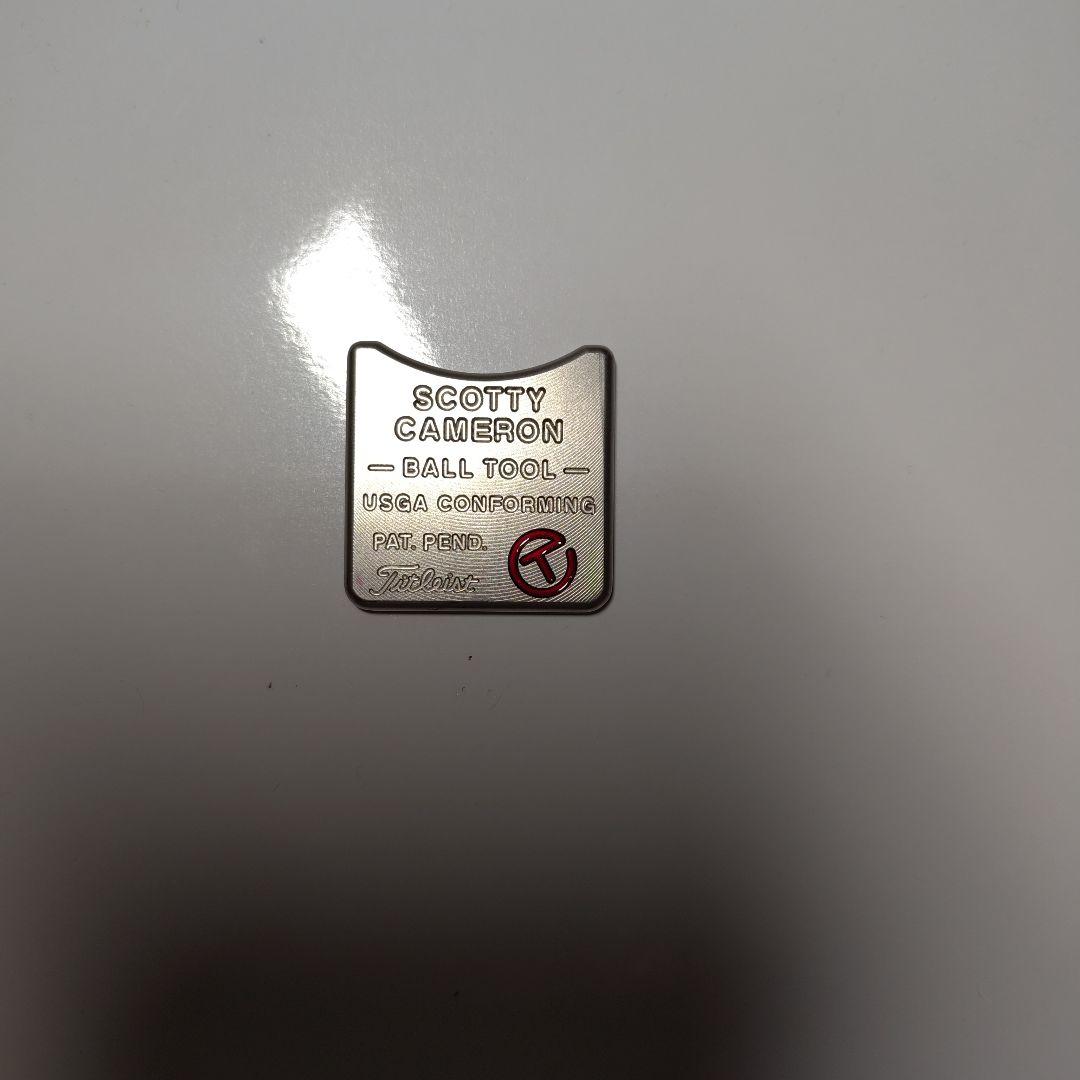 SCOTTY
CAMERON
— BALL TOOL —
USGA CONFORMING
PAT. PEND.
Titleist
T